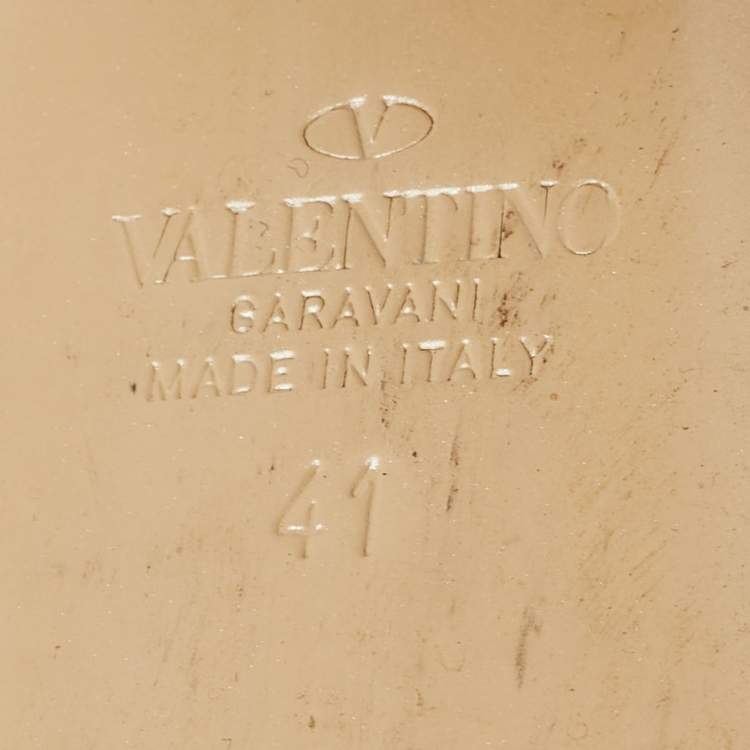 V
VALENTINO
GARAVANI
MADE IN ITALY
41